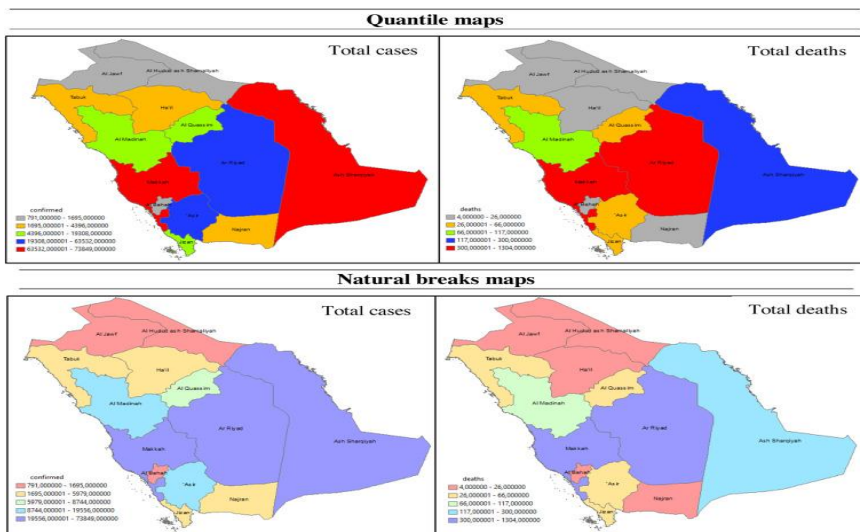 Quantile maps
Total cases
Al Jawf
Al Hudud ash Shamaliyah
Tabuk
Ha'il
Al Quassim
Al Madinah
Ar Riyad
Makkah
Ash Sharqiyah
Al Bahah
'Asir
Najran
Jizan
confirmed
791,000000 - 1695,000000
1695,000001 - 4396,000000
4396,000001 - 19308,000000
19308,000001 - 63532,000000
63532,000001 - 73849,000000
Total deaths
Al Jawf
Al Hudud ash Shamaliyah
Tabuk
Ha'il
Al Quassim
Al Madinah
Ar Riyad
Makkah
Ash Sharqiyah
Al Bahah
'Asir
Najran
Jizan
deaths
4,000000 - 26,000000
26,000001 - 66,000000
66,000001 - 117,000000
117,000001 - 300,000000
300,000001 - 1304,000000
Natural breaks maps
Total cases
Al Jawf
Al Hudud ash Shamaliyah
Tabuk
Ha'il
Al Quassim
Al Madinah
Ar Riyad
Makkah
Ash Sharqiyah
Al Bahah
'Asir
Najran
Jizan
confirmed
791,000000 - 1695,000000
1695,000001 - 5979,000000
5979,000001 - 8744,000000
8744,000001 - 19556,000000
19556,000001 - 73849,000000
Total deaths
Al Jawf
Al Hudud ash Shamaliyah
Tabuk
Ha'il
Al Quassim
Al Madinah
Ar Riyad
Makkah
Ash Sharqiyah
Al Bahah
'Asir
Najran
Jizan
deaths
4,000000 - 26,000000
26,000001 - 66,000000
66,000001 - 117,000000
117,000001 - 300,000000
300,000001 - 1304,000000